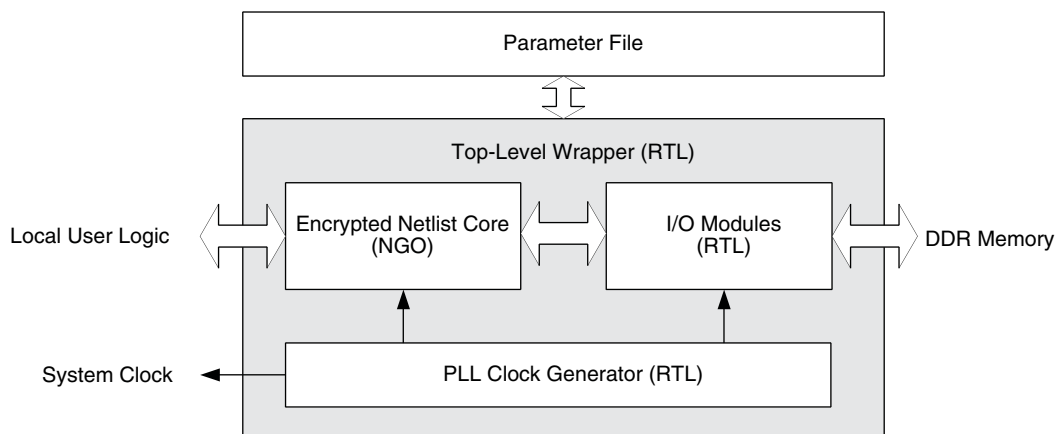 Parameter File
Top-Level Wrapper (RTL)
Local User Logic
Encrypted Netlist Core
(NGO)
I/O Modules
(RTL)
DDR Memory
System Clock
PLL Clock Generator (RTL)